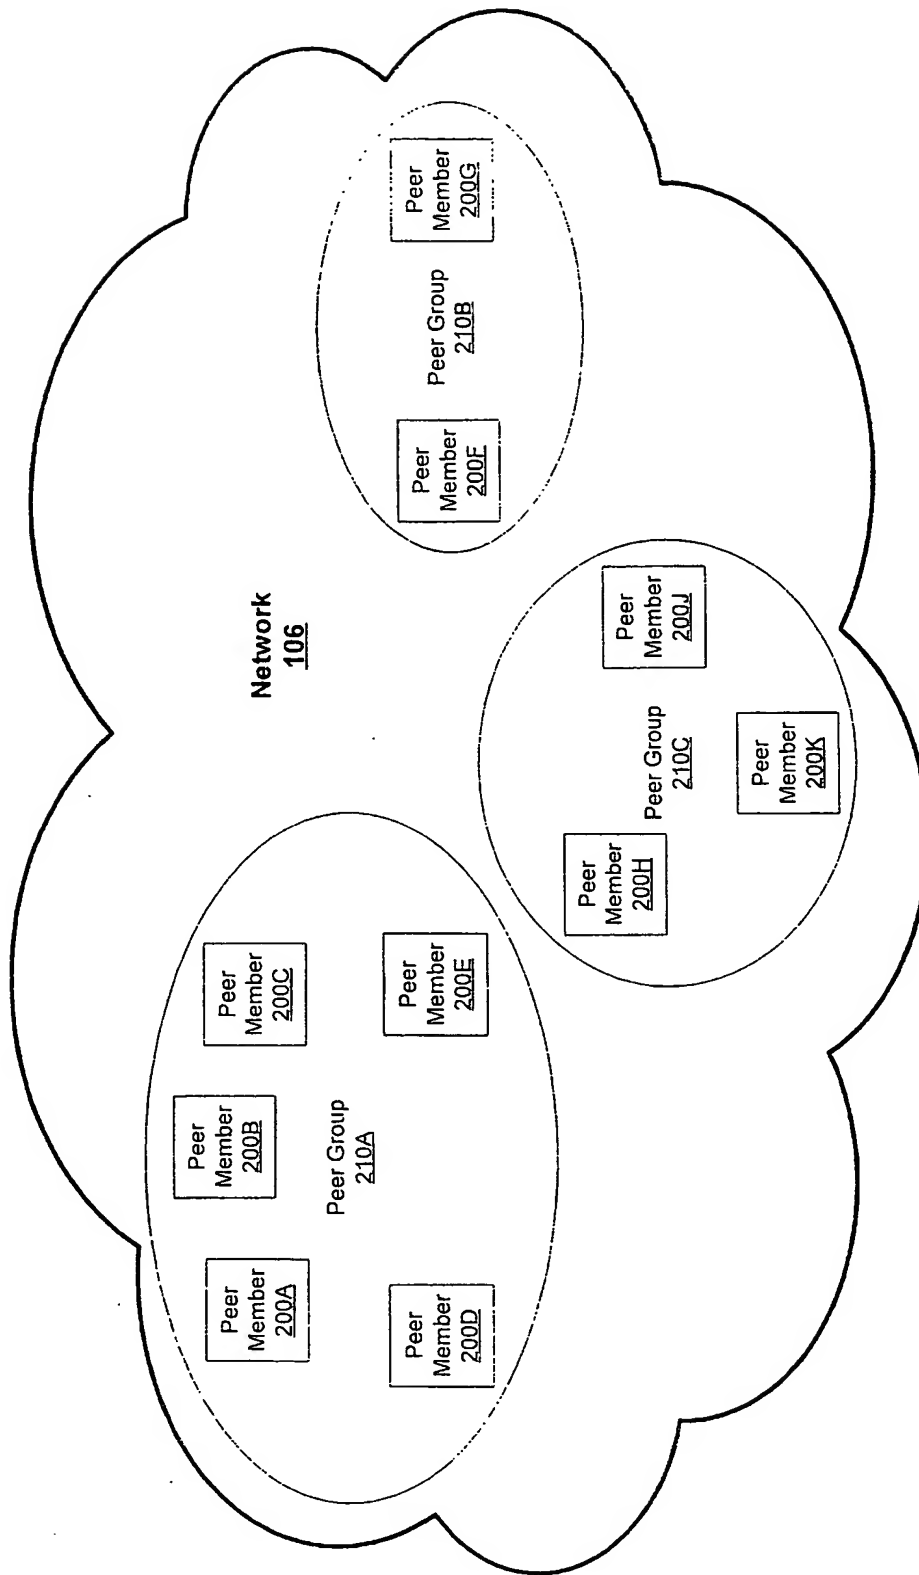 Network
106
Peer
Member
200A
Peer
Member
200B
Peer
Member
200C
Peer Group
210A
Peer
Member
200D
Peer
Member
200E
Peer
Member
200F
Peer Group
210B
Peer
Member
200G
Peer
Member
200H
Peer Group
210C
Peer
Member
200J
Peer
Member
200K